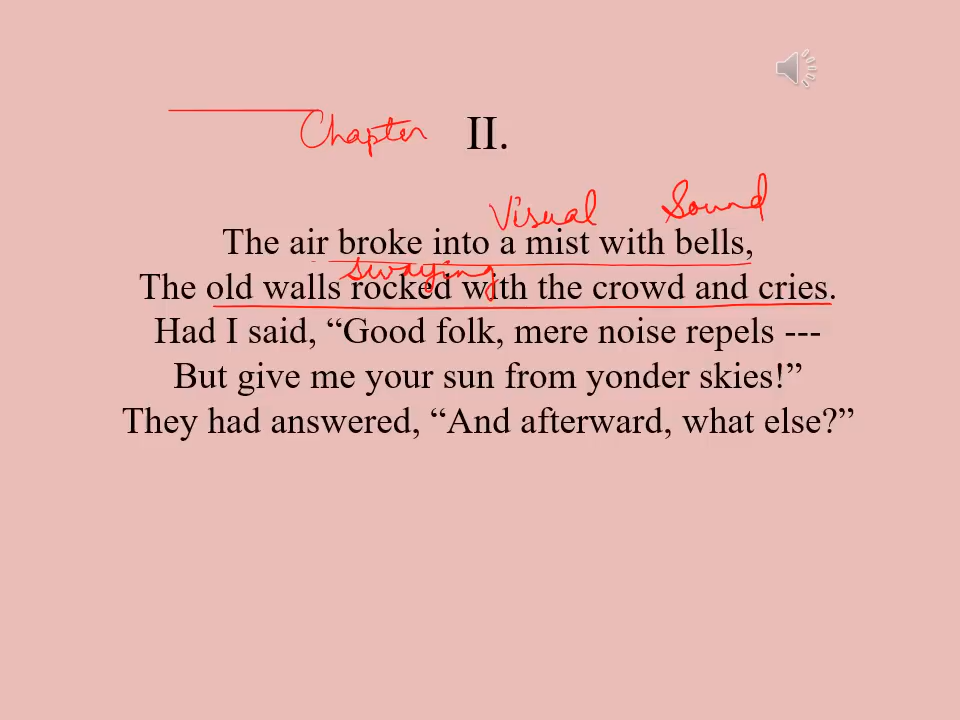 Chapter II.
Visual Sound
The air broke into a mist with bells,
swaying
The old walls rocked with the crowd and cries.
Had I said, “Good folk, mere noise repels ---
But give me your sun from yonder skies!”
They had answered, “And afterward, what else?”